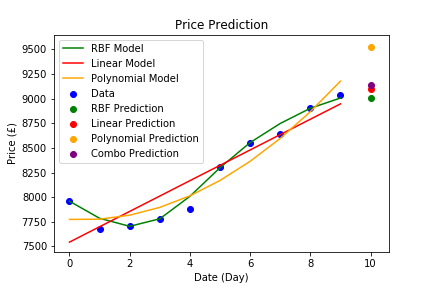 Price Prediction
Price (£)
9500
9250
9000
8750
8500
8250
8000
7750
7500
RBF Model
Linear Model
Polynomial Model
Data
RBF Prediction
Linear Prediction
Polynomial Prediction
Combo Prediction
0 2 4 6 8 10
Date (Day)